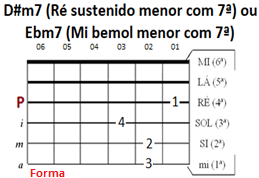 D#m7 (Ré sustenido menor com 7ª) ou
Ebm7 (Mi bemol menor com 7ª)
06 05 04 03 02 01
MI (6ª)
LÁ (5ª)
P 1 RÉ (4ª)
i 4 SOL (3ª)
m 2 SI (2ª)
a 3 mi (1ª)
Forma